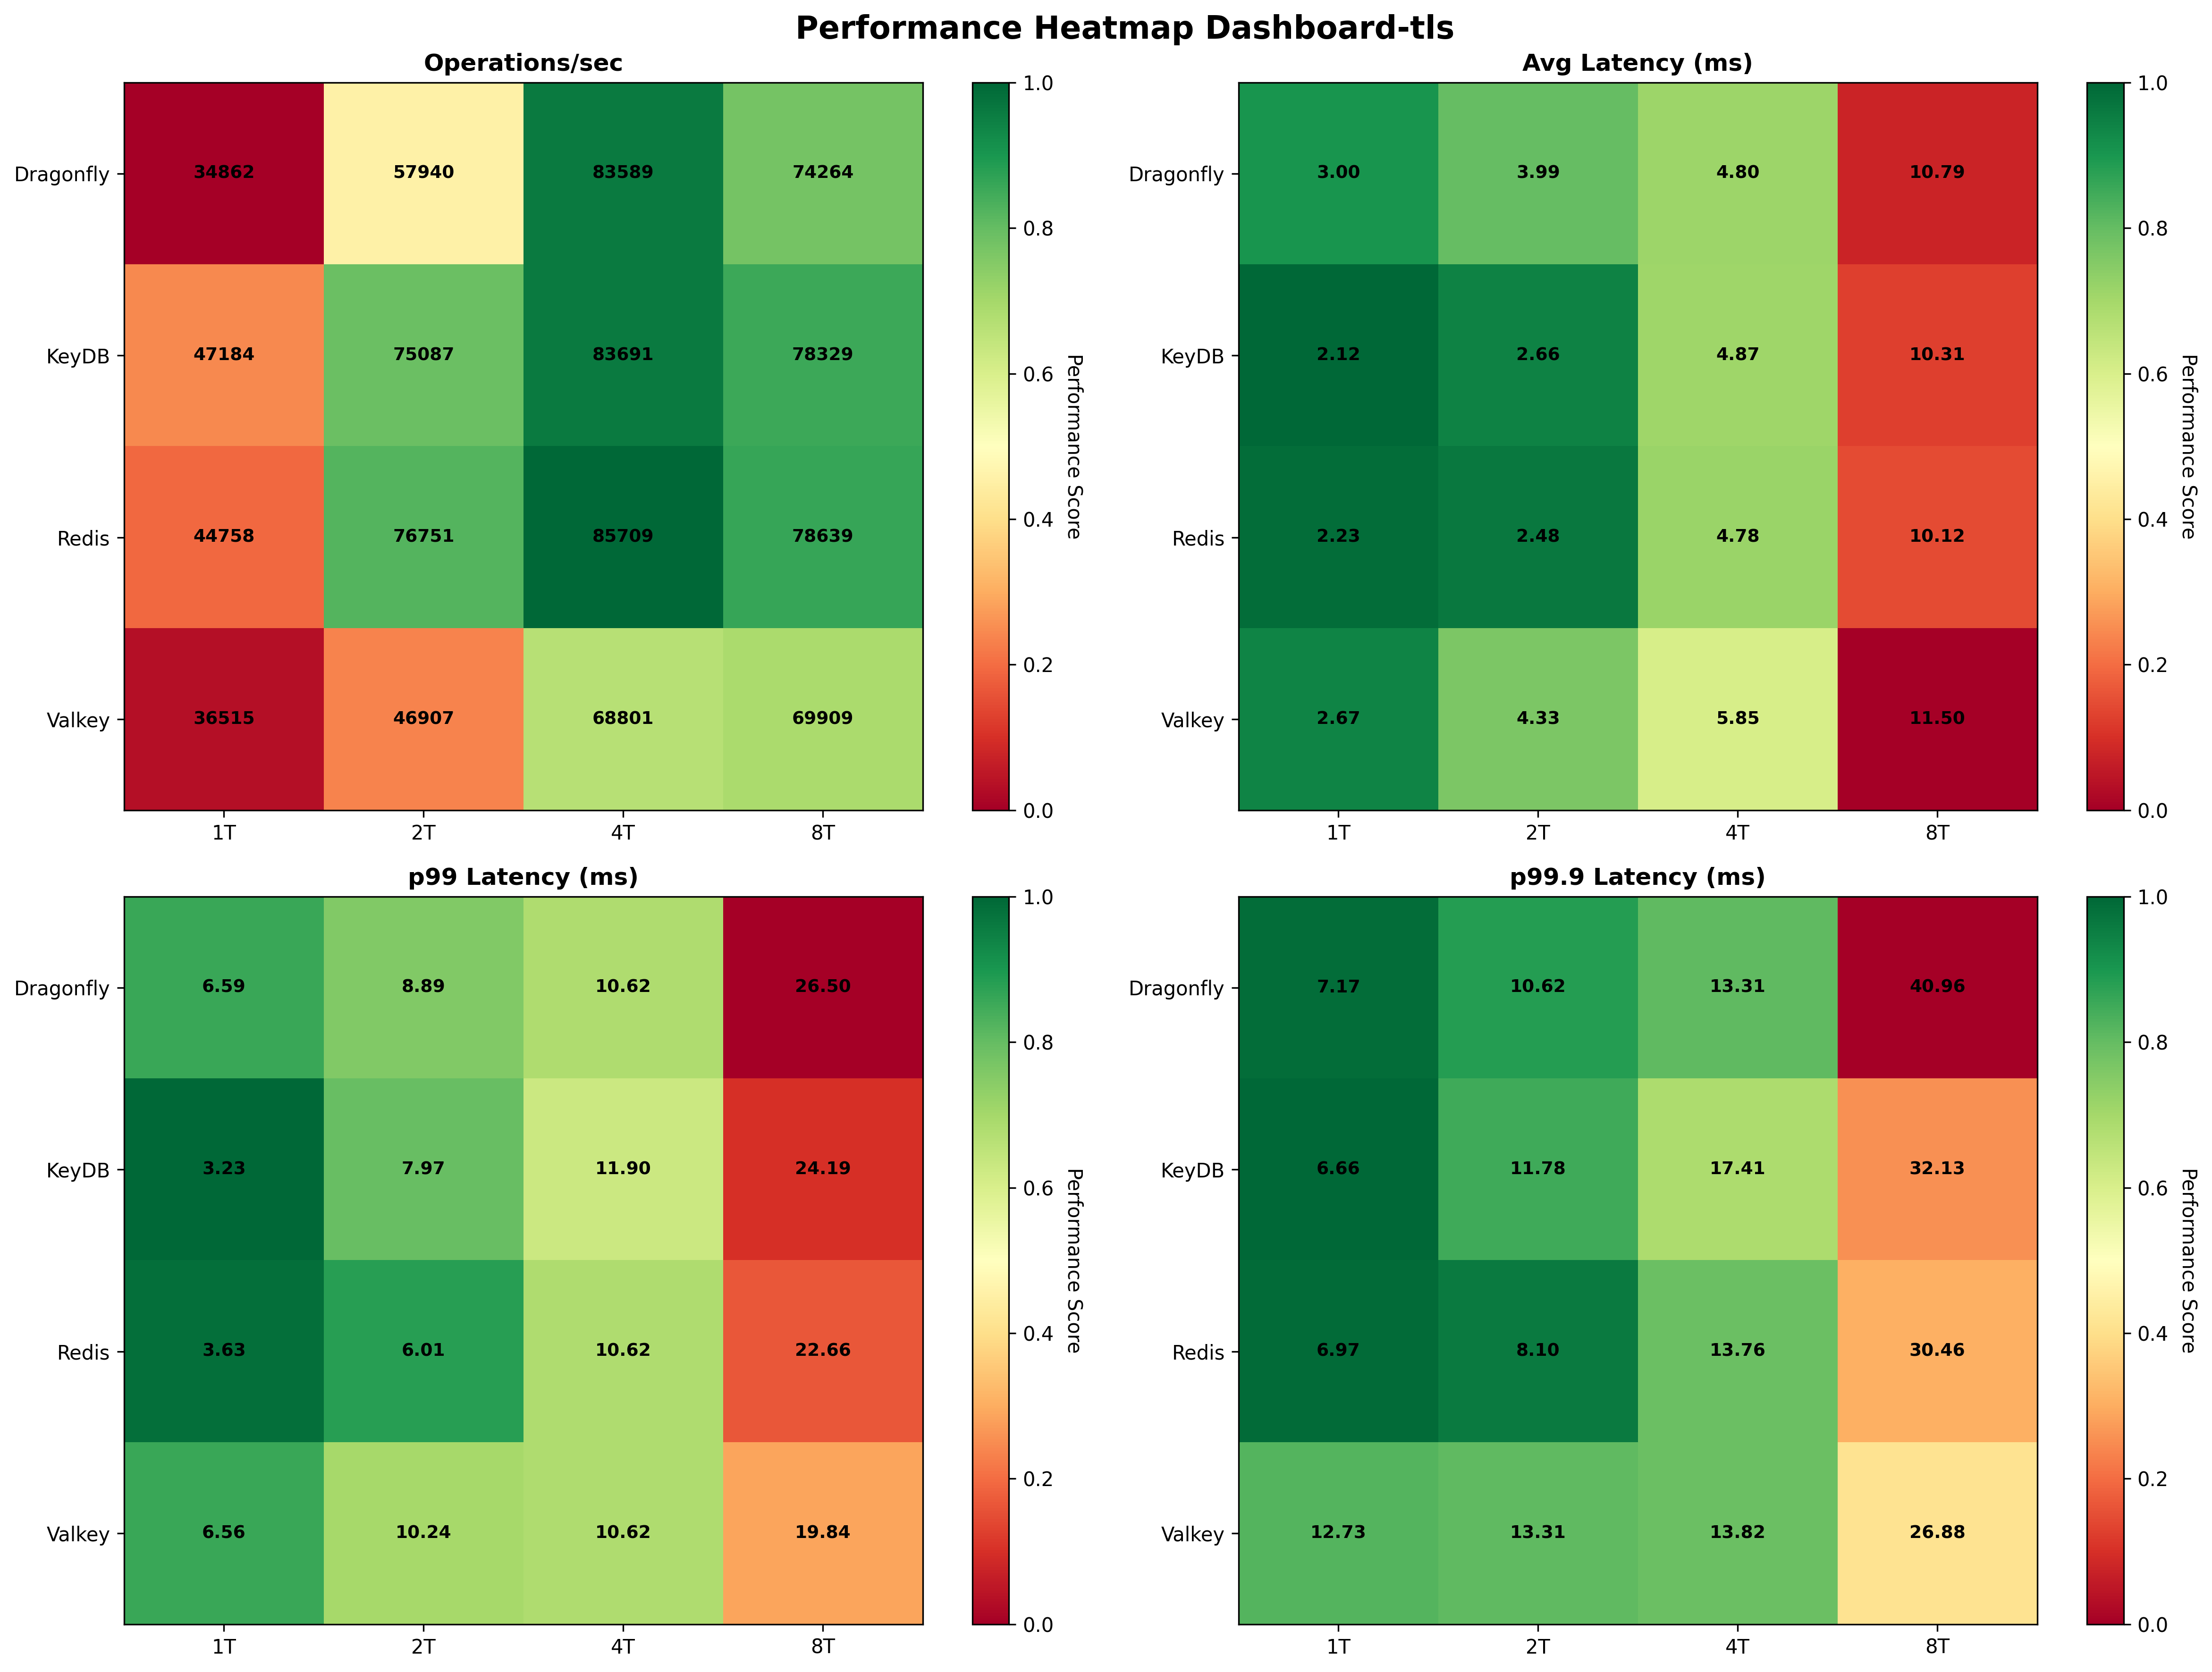 Performance Heatmap Dashboard-tls
Operations/sec
Dragonfly 34862 57940 83589 74264
KeyDB 47184 75087 83691 78329
Redis 44758 76751 85709 78639
Valkey 36515 46907 68801 69909
1T 2T 4T 8T
1.0
0.8
0.6
0.4
0.2
0.0
Performance Score
Avg Latency (ms)
Dragonfly 3.00 3.99 4.80 10.79
KeyDB 2.12 2.66 4.87 10.31
Redis 2.23 2.48 4.78 10.12
Valkey 2.67 4.33 5.85 11.50
1T 2T 4T 8T
1.0
0.8
0.6
0.4
0.2
0.0
Performance Score
p99 Latency (ms)
Dragonfly 6.59 8.89 10.62 26.50
KeyDB 3.23 7.97 11.90 24.19
Redis 3.63 6.01 10.62 22.66
Valkey 6.56 10.24 10.62 19.84
1T 2T 4T 8T
1.0
0.8
0.6
0.4
0.2
0.0
Performance Score
p99.9 Latency (ms)
Dragonfly 7.17 10.62 13.31 40.96
KeyDB 6.66 11.78 17.41 32.13
Redis 6.97 8.10 13.76 30.46
Valkey 12.73 13.31 13.82 26.88
1T 2T 4T 8T
1.0
0.8
0.6
0.4
0.2
0.0
Performance Score